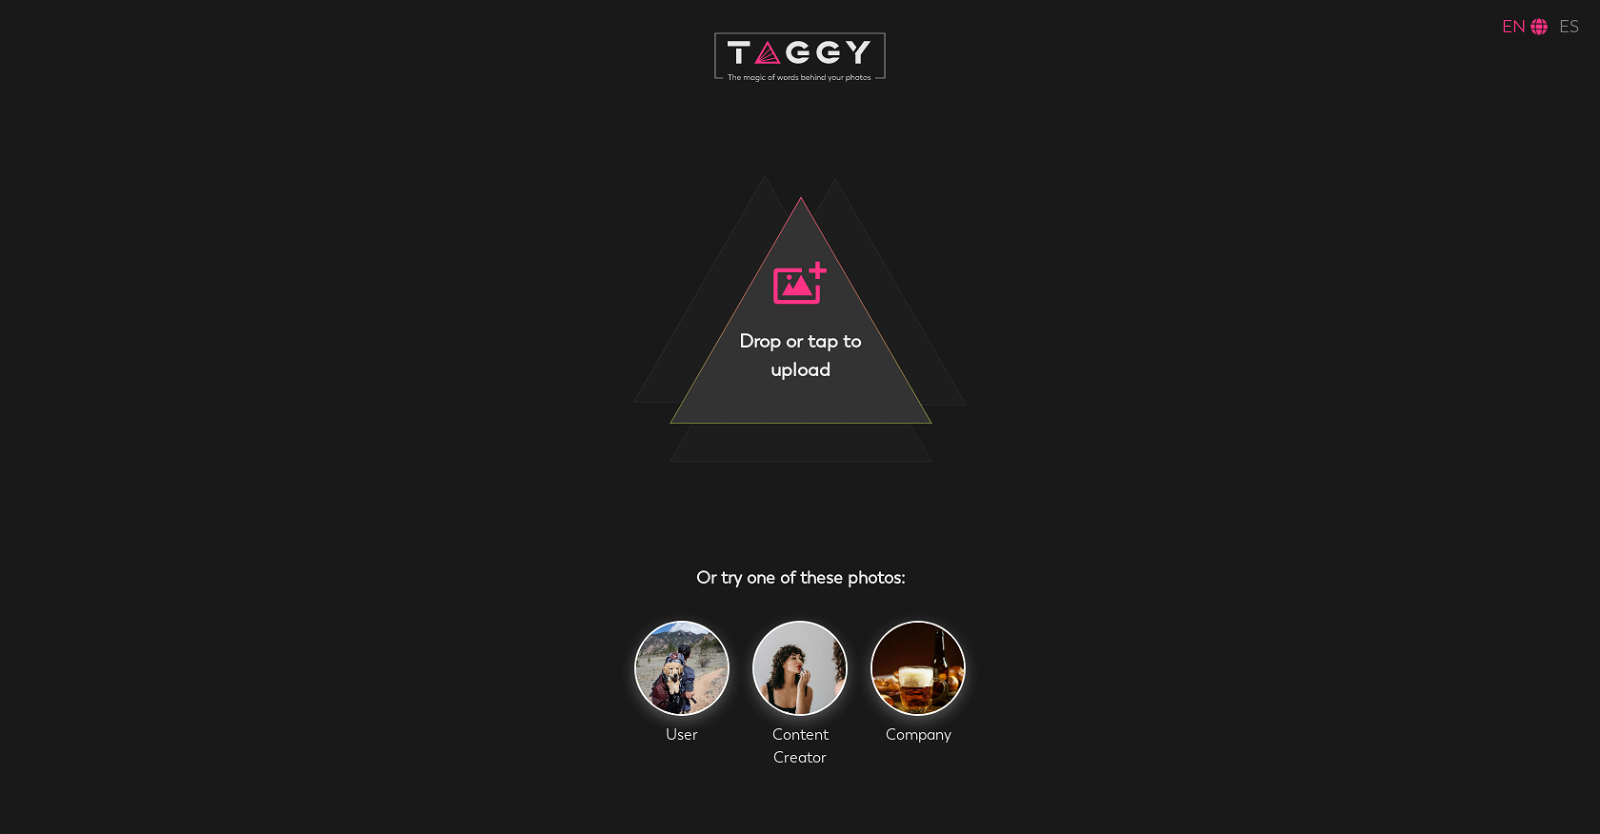 EN ES
TAGGY
The magic of words behind your photos
Drop or tap to
upload
Or try one of these photos:
User
Content
Creator
Company